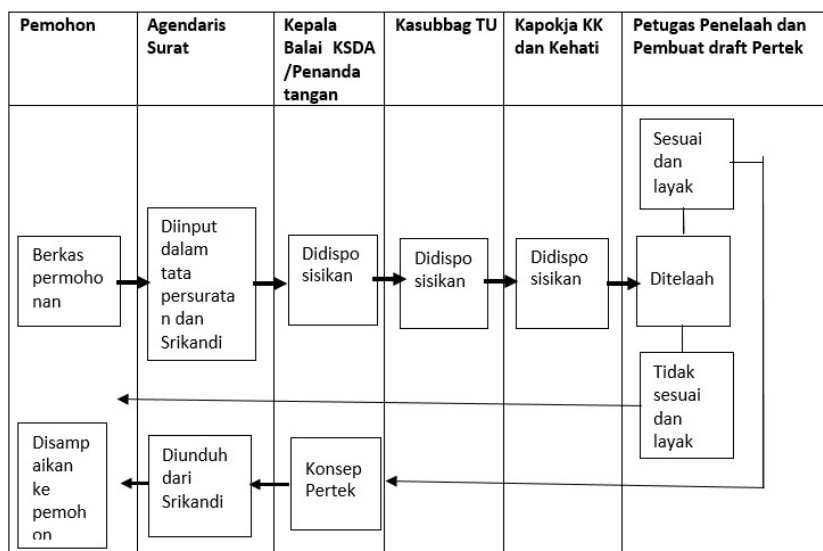 Pemohon
Agendaris
Surat
Kepala
Balai KSDA
/Penanda
tangan
Kasubbag TU
Kapokja KK
dan Kehati
Petugas Penelaah dan
Pembuat draft Pertek
Sesuai
dan
layak
Berkas
permoho
nan
Diinput
dalam
tata
persurata
n dan
Srikandi
Didispo
sisikan
Didispo
sisikan
Didispo
sisikan
Ditelaah
Tidak
sesuai
dan
layak
Disamp
aikan
ke
pemoh
on
Diunduh
dari
Srikandi
Konsep
Pertek